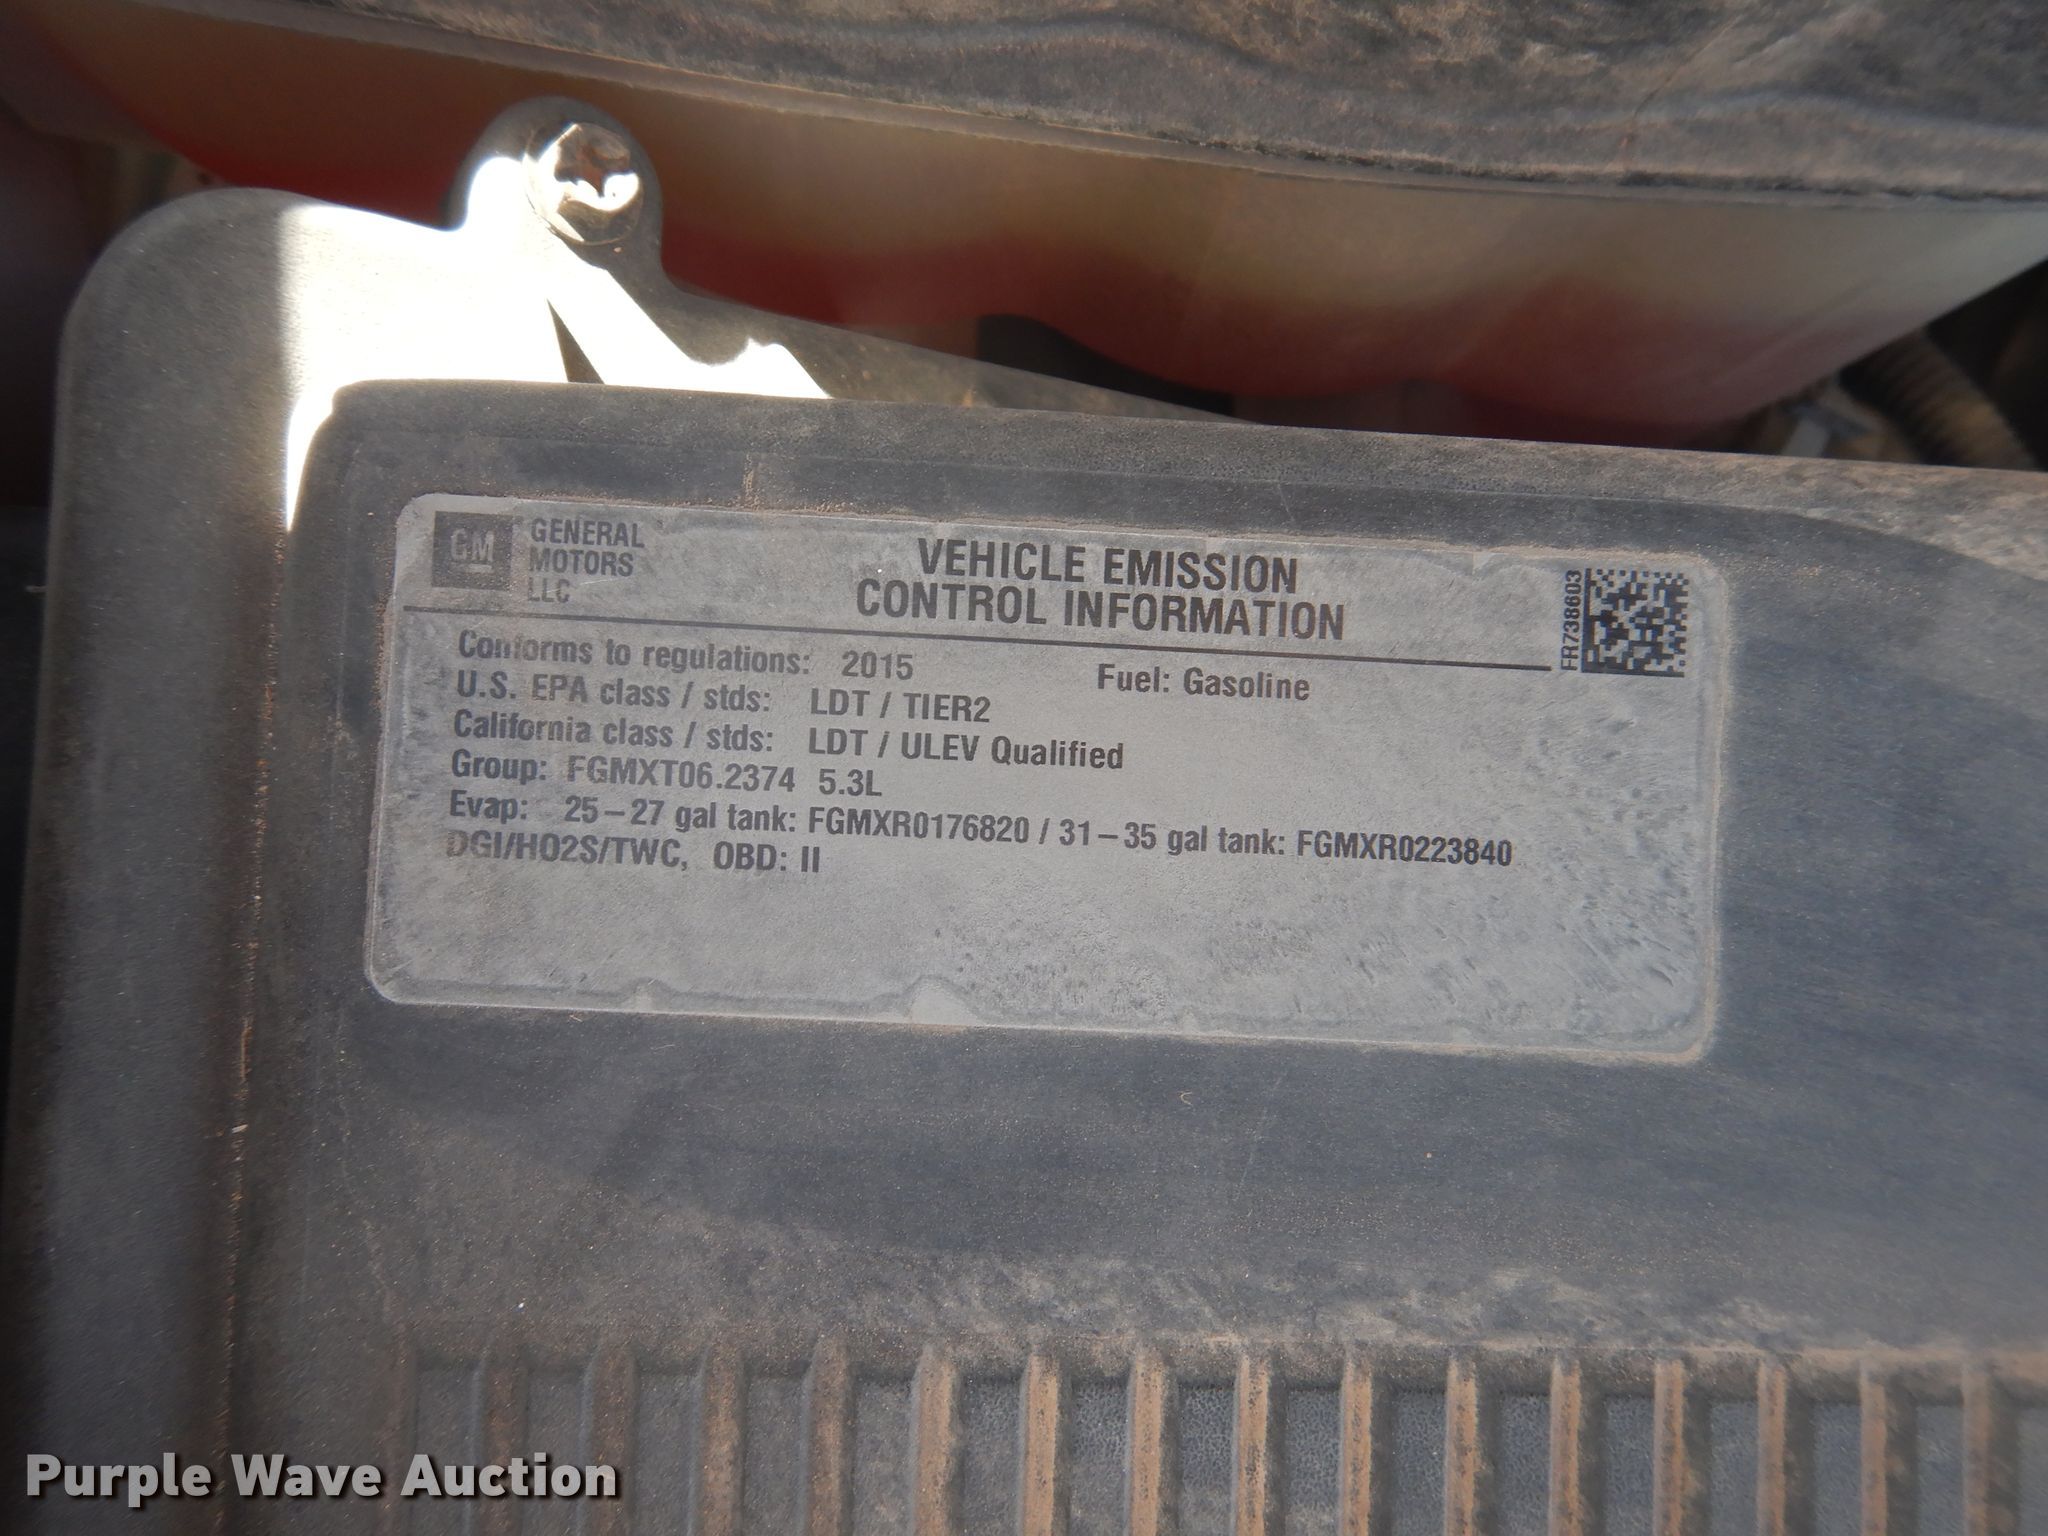 GM GENERAL
MOTORS
LLC
VEHICLE EMISSION
CONTROL INFORMATION
FR738603
Conforms to regulations: 2015 Fuel: Gasoline
U.S. EPA class / stds: LDT / TIER2
California class / stds: LDT / ULEV Qualified
Group: FGMXT06.2374 5.3L
Evap: 25–27 gal tank: FGMXR0176820 / 31–35 gal tank: FGMXR0223840
DGI/HO2S/TWC, OBD: II
Purple Wave Auction